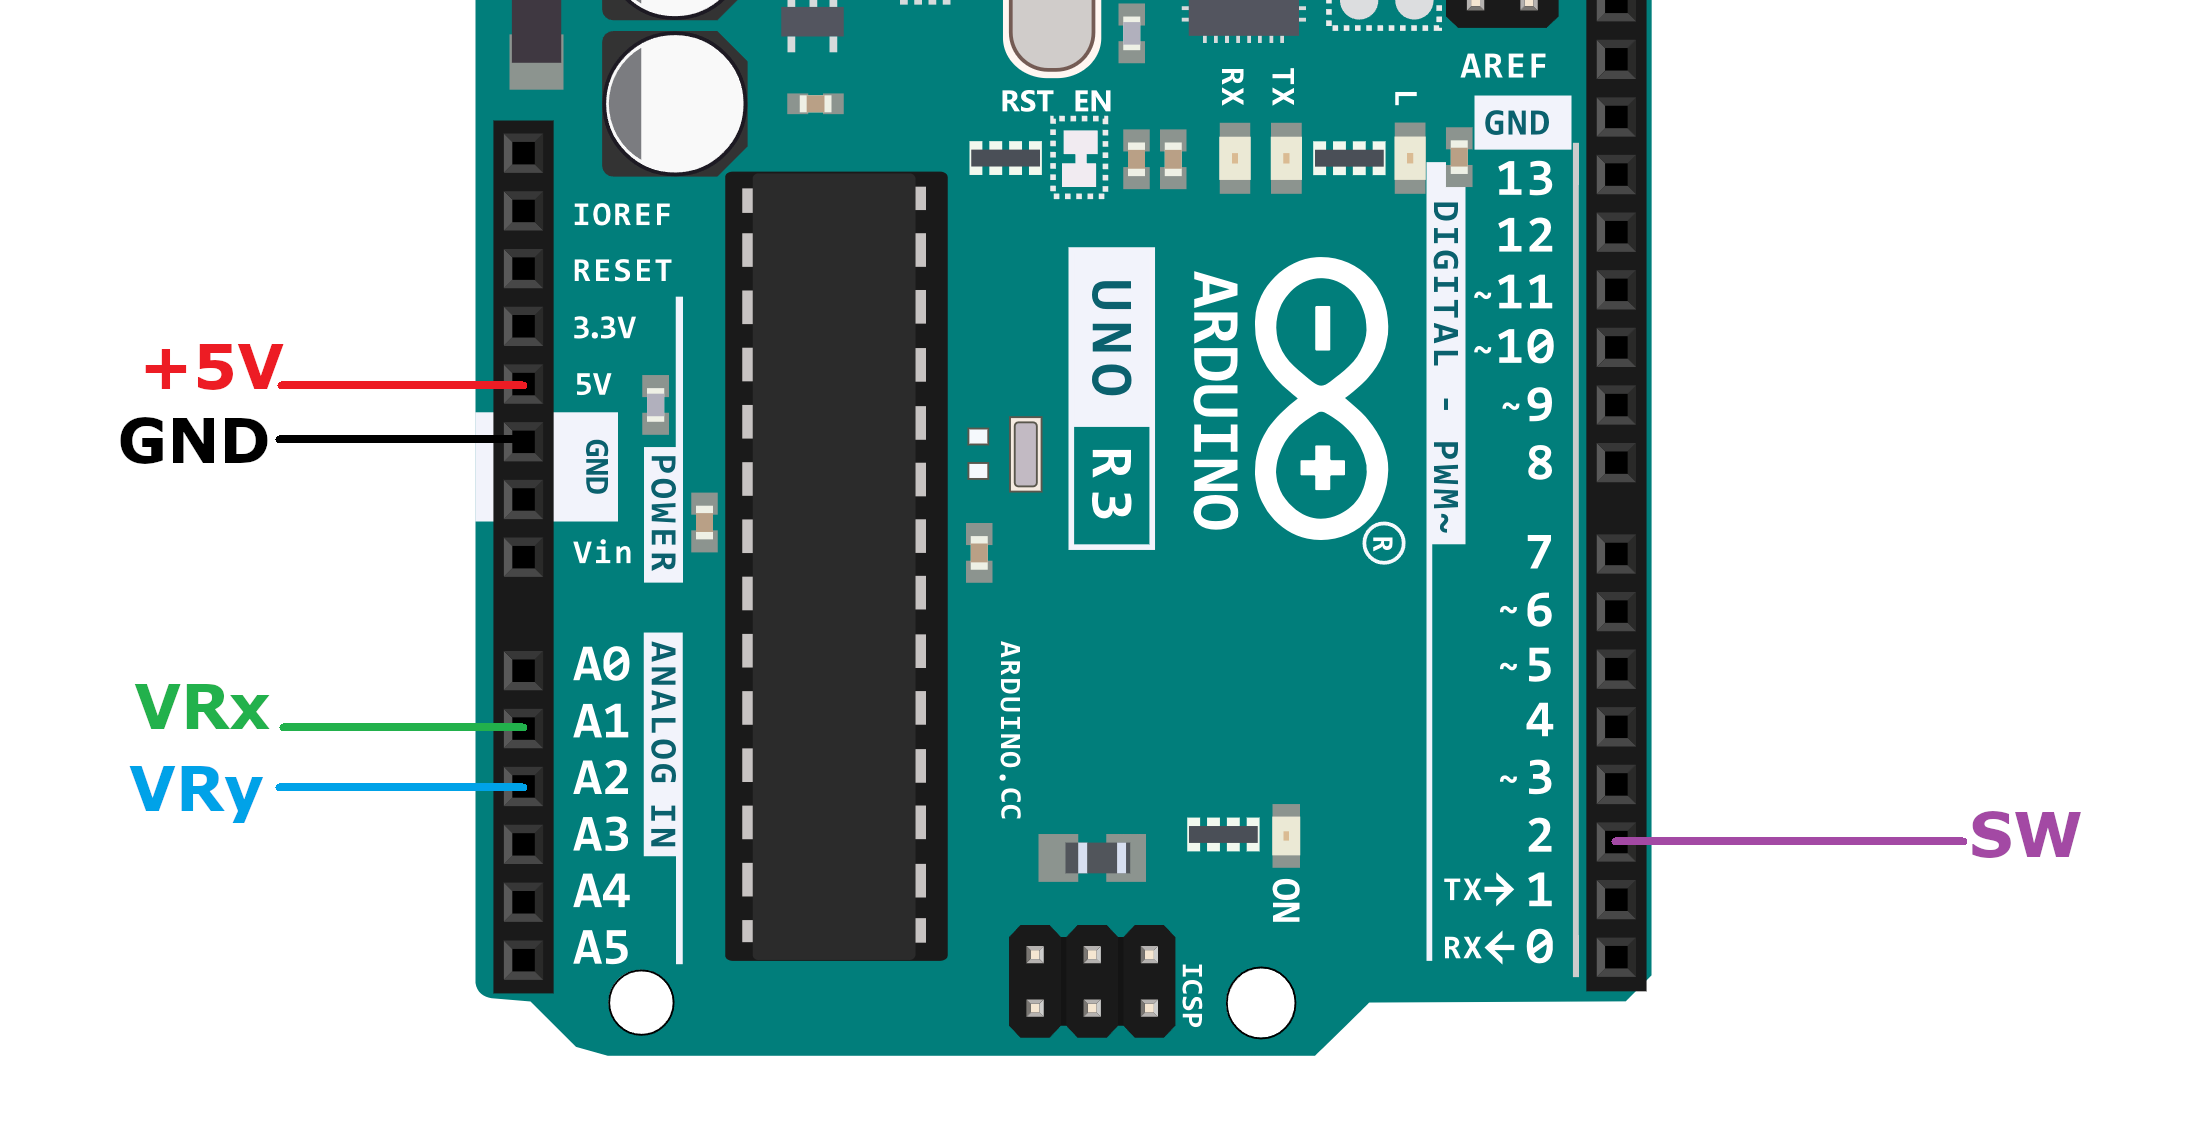 AREF
RX TX L
RST EN
GND
13
IOREF
12
RESET
~11
3.3V
~10
+5V
5V
~9
GND
GND
8
POWER
Vin
UNO
R3
ARDUINO
R
DIGITAL - PWM~
7
~6
~5
A0
A1
VRx
4
A2
VRy
~3
A3
2
SW
A4
TX→1
A5
RX←0
ANALOG IN
ARDUINO.CC
ON
ICSP